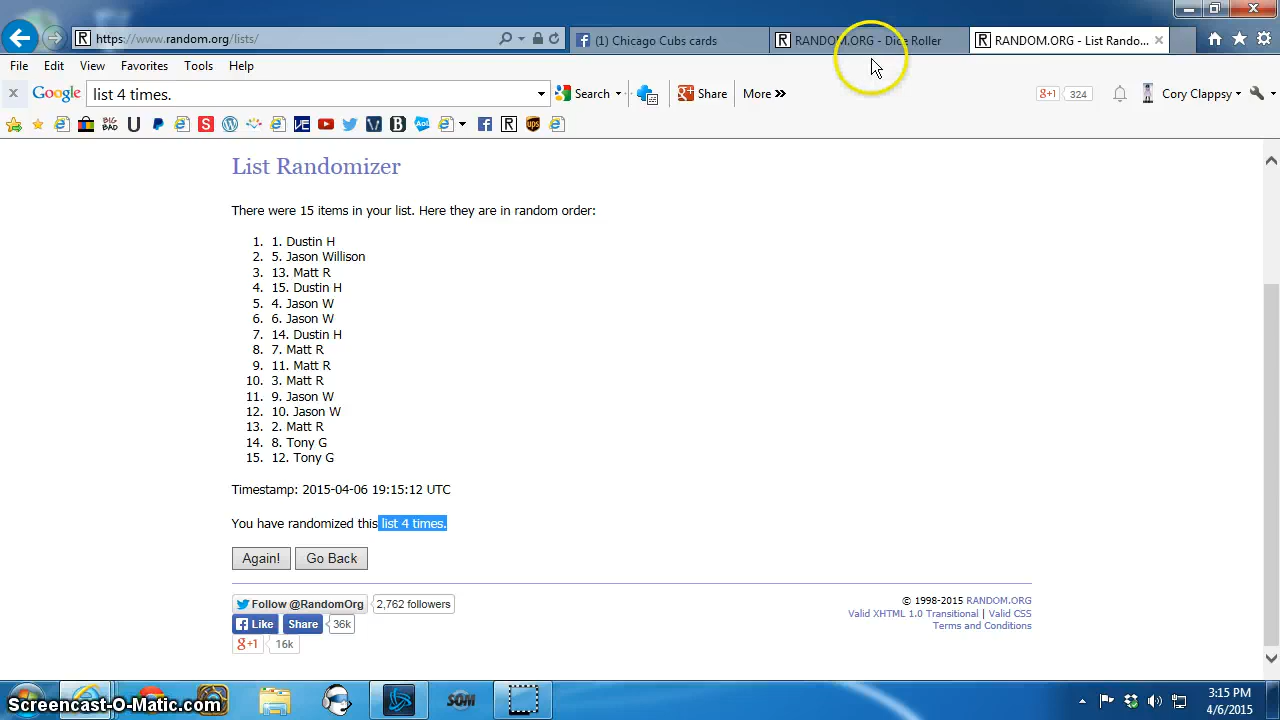 https://www.random.org/lists/
(1) Chicago Cubs cards
RANDOM.ORG - Dice Roller
RANDOM.ORG - List Rando...
File Edit View Favorites Tools Help
Google list 4 times. Search Share More »
324 Cory Clappsy
List Randomizer
There were 15 items in your list. Here they are in random order:
1. 1. Dustin H
2. 5. Jason Willison
3. 13. Matt R
4. 15. Dustin H
5. 4. Jason W
6. 6. Jason W
7. 14. Dustin H
8. 7. Matt R
9. 11. Matt R
10. 3. Matt R
11. 9. Jason W
12. 10. Jason W
13. 2. Matt R
14. 8. Tony G
15. 12. Tony G
Timestamp: 2015-04-06 19:15:12 UTC
You have randomized this list 4 times.
Again! Go Back
Follow @RandomOrg 2,762 followers
Like Share 36k
+1 16k
© 1998-2015 RANDOM.ORG
Valid XHTML 1.0 Transitional | Valid CSS
Terms and Conditions
SOM
Screencast-O-Matic.com
3:15 PM
4/6/2015